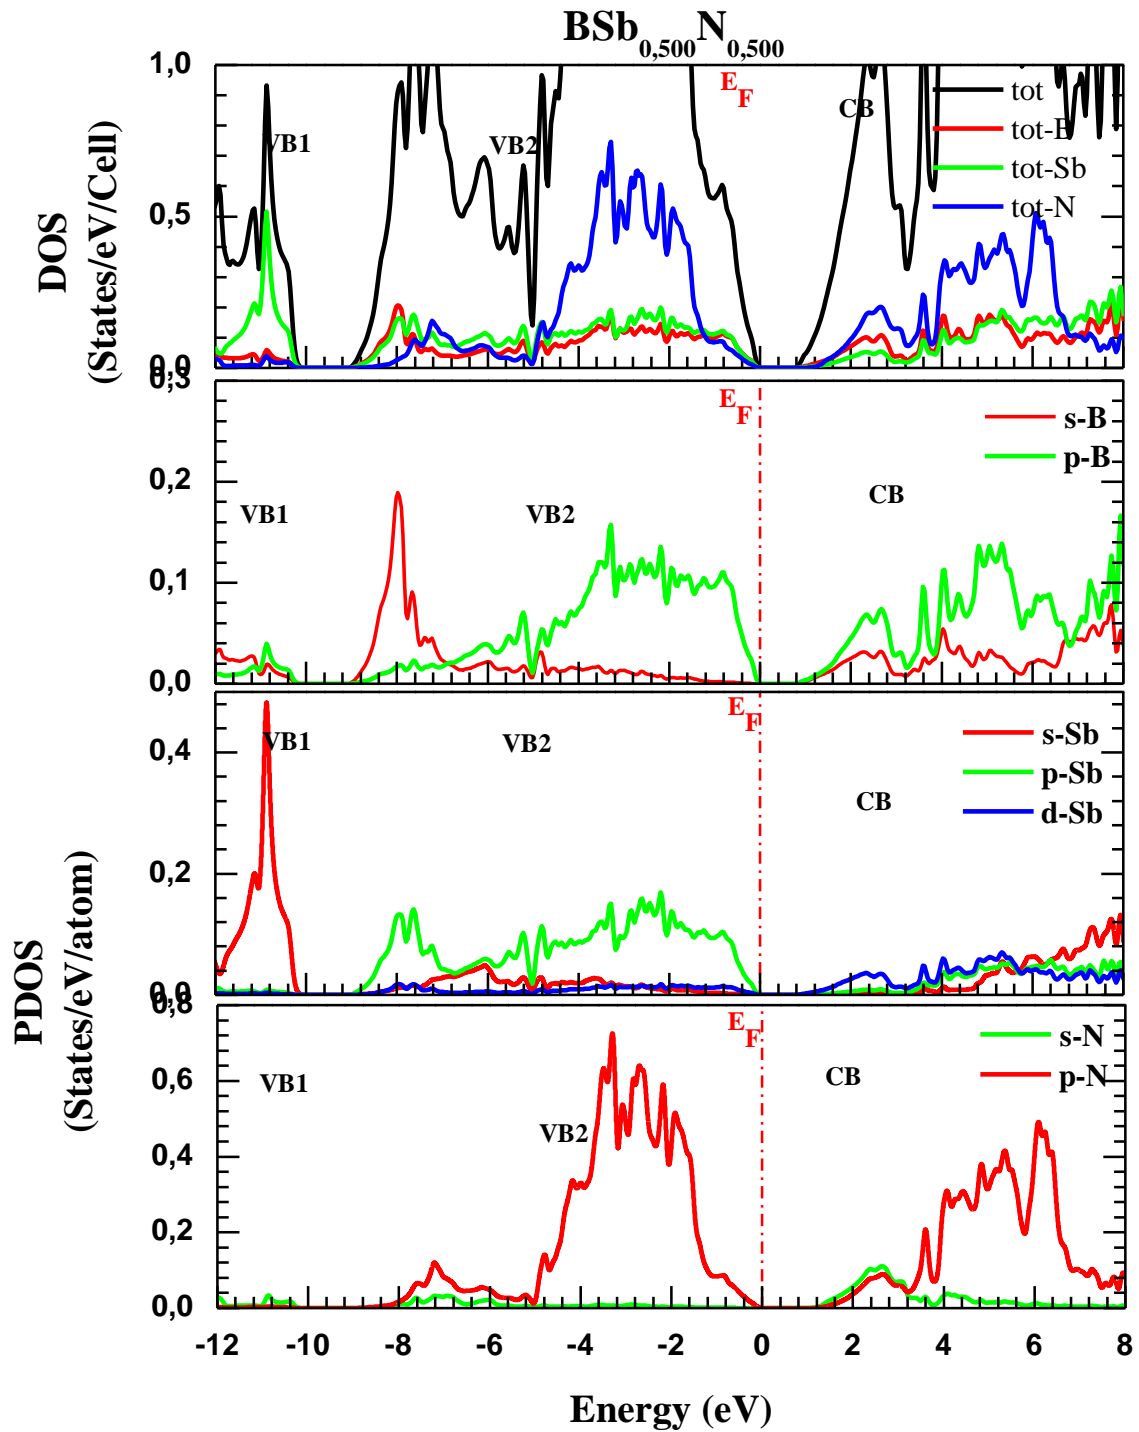 BSb0,500N0,500
DOS
(States/eV/Cell)
1,0
0,5
0,0
VB1
VB2
EF
CB
tot
tot-B
tot-Sb
tot-N
0,3
0,2
0,1
0,0
VB1
VB2
EF
CB
s-B
p-B
PDOS
(States/eV/atom)
0,4
0,2
0,0
VB1
VB2
EF
CB
s-Sb
p-Sb
d-Sb
0,8
0,6
0,4
0,2
0,0
VB1
VB2
EF
CB
s-N
p-N
-12 -10 -8 -6 -4 -2 0 2 4 6 8
Energy (eV)